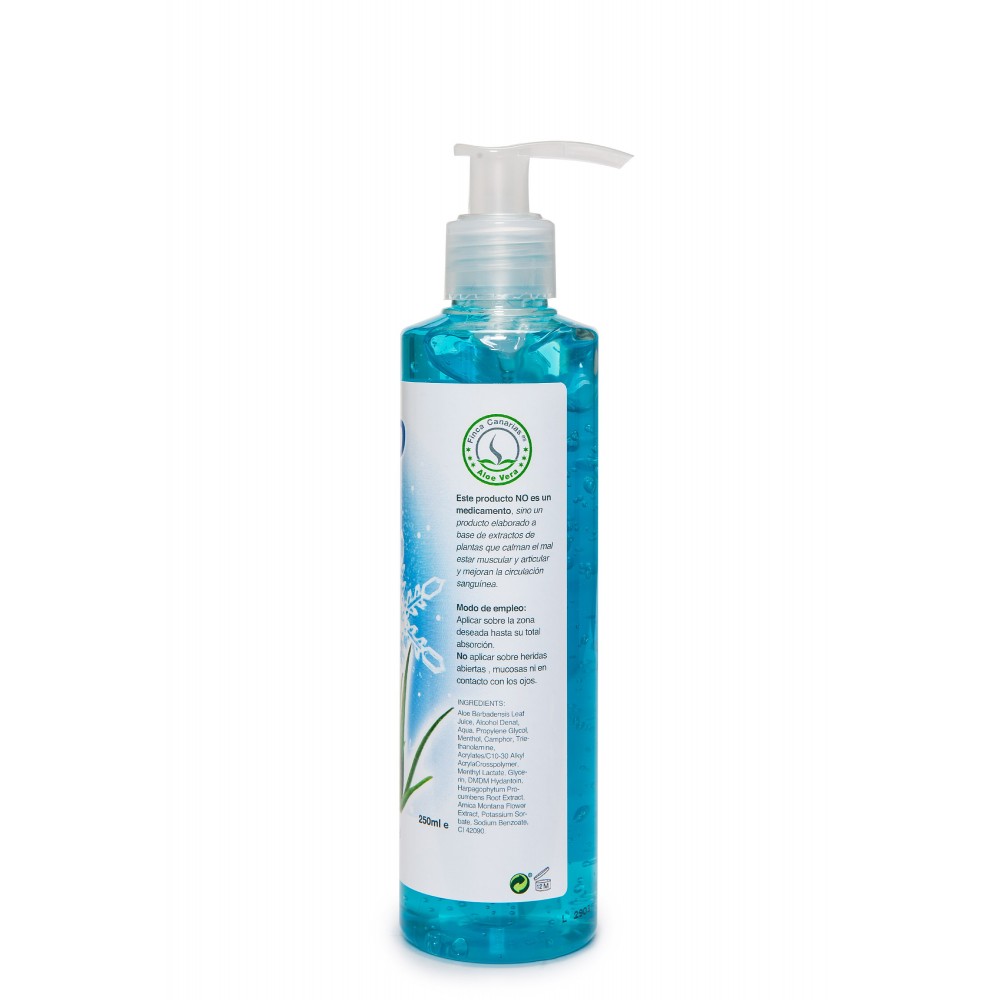 Finca Canarias
Aloe Vera
Este producto NO es un
medicamento, sino un
producto elaborado a
base de extractos de
plantas que calman el mal
estar muscular y articular
y mejoran la circulación
sanguínea.
Modo de empleo:
Aplicar sobre la zona
deseada hasta su total
absorción.
No aplicar sobre heridas
abiertas , mucosas ni en
contacto con los ojos.
INGREDIENTS:
Aloe Barbadensis Leaf
Juice, Alcohol Denat,
Aqua, Propylene Glycol,
Menthol, Camphor, Trie-
thanolamine,
Acrylates/C10-30 Alkyl
AcrylaCrosspolymer,
Menthyl Lactate, Glyce-
rin, DMDM Hydantoin,
Harpagophytum Pro-
cumbens Root Extract,
Arnica Montana Flower
Extract, Potassium Sor-
bate, Sodium Benzoate,
CI 42090
250ml e
12 M